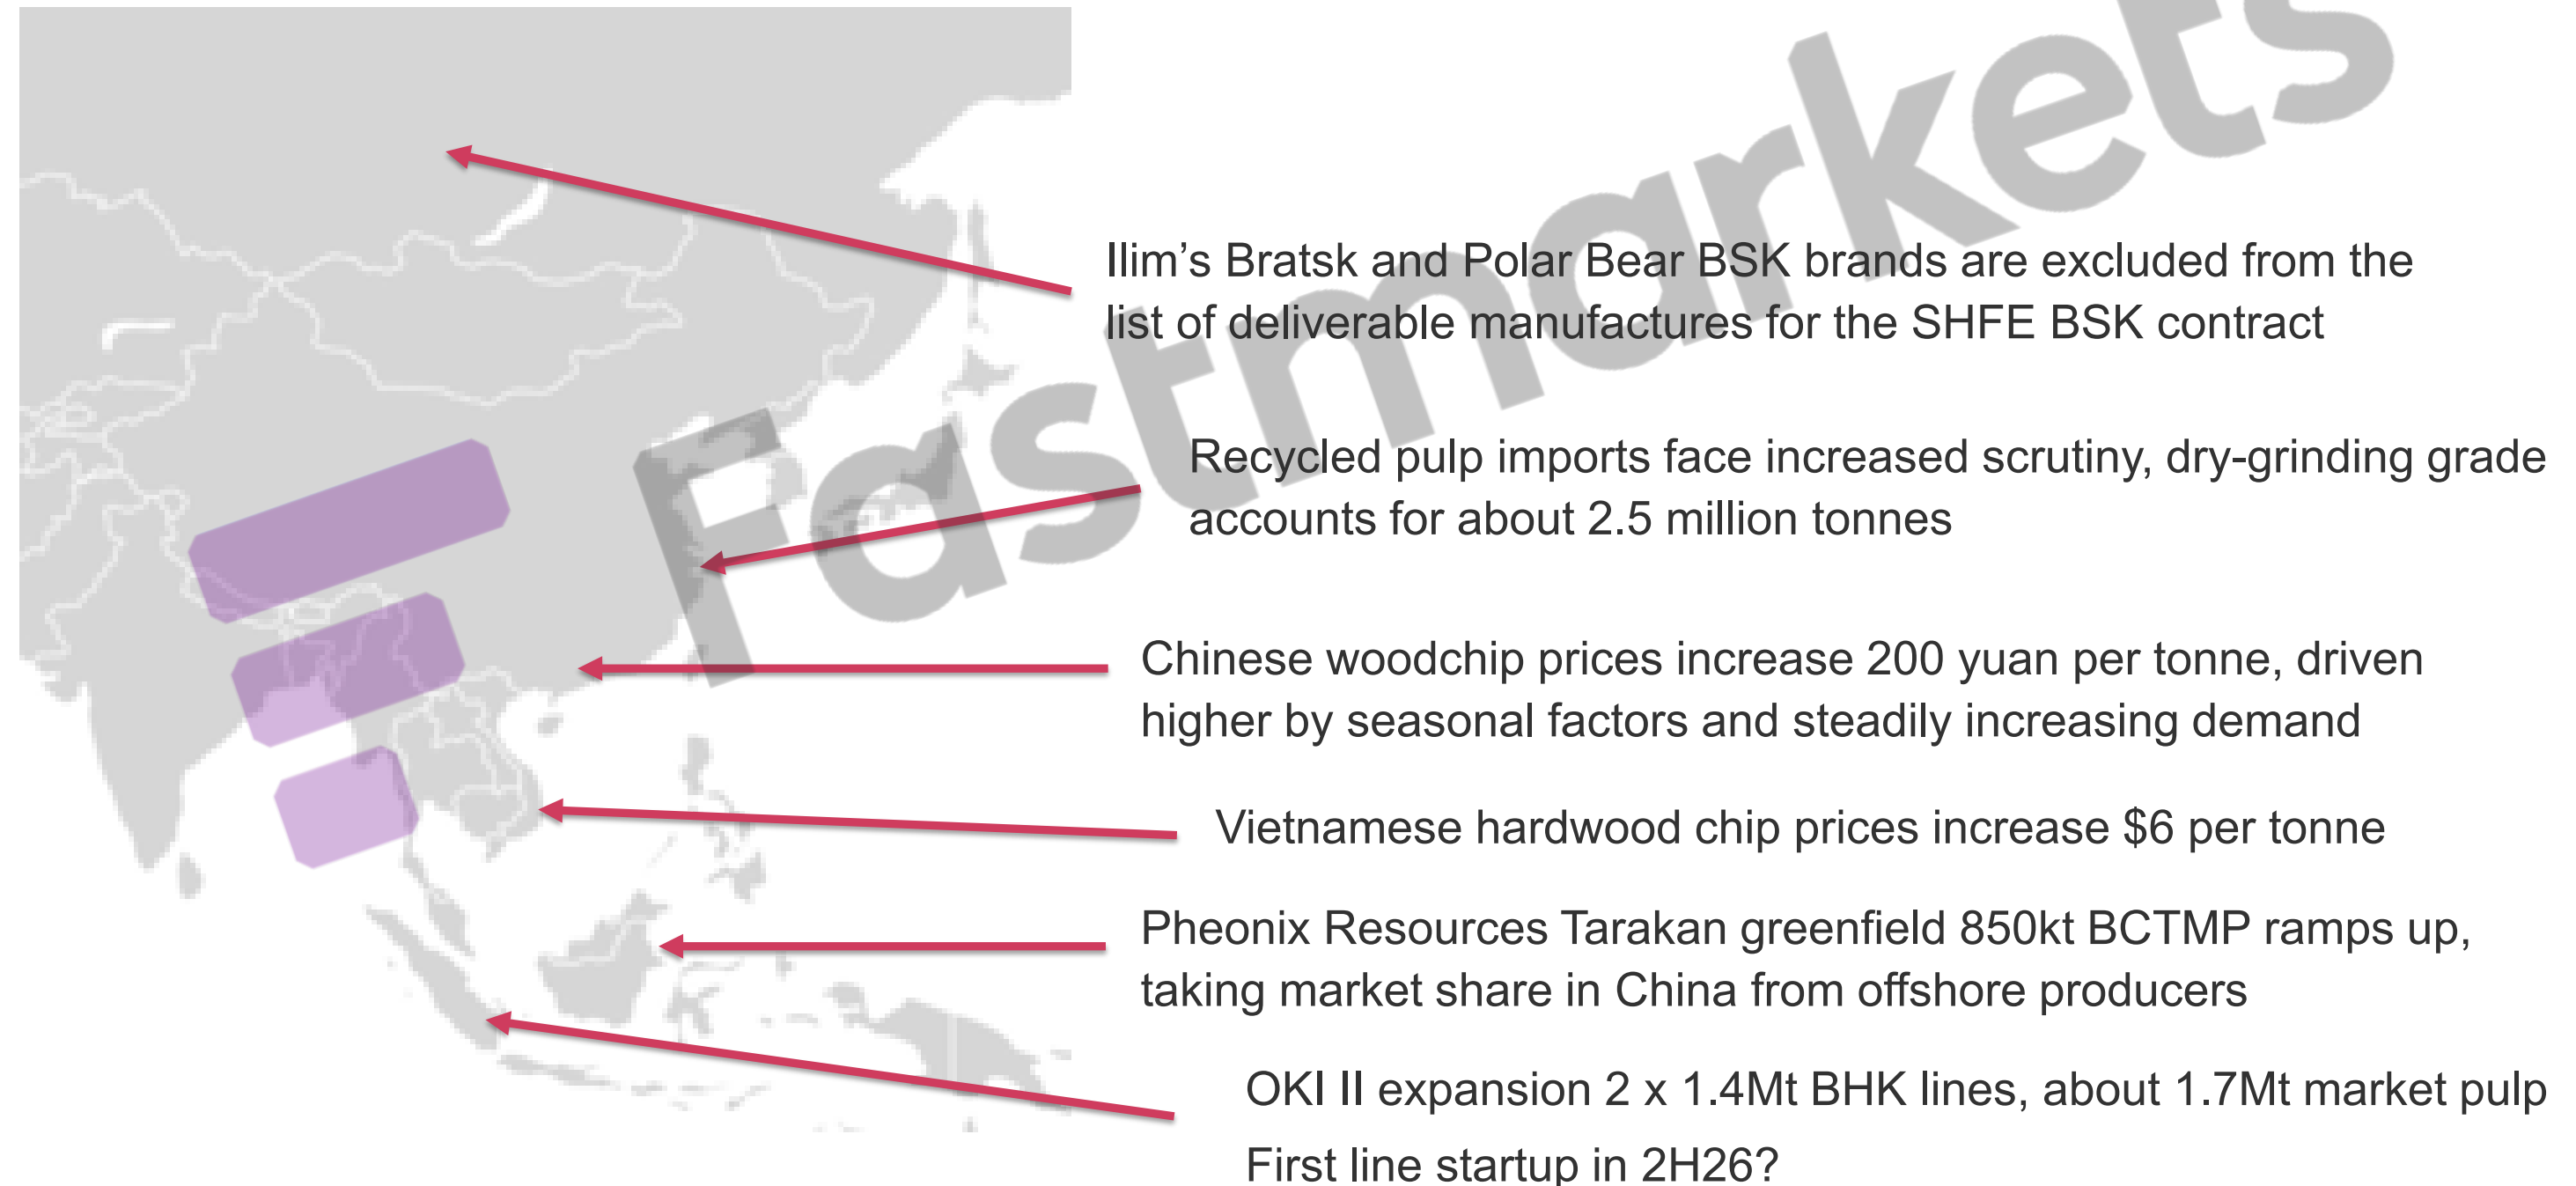 Fastmarkets
Ilim’s Bratsk and Polar Bear BSK brands are excluded from the
list of deliverable manufactures for the SHFE BSK contract
Recycled pulp imports face increased scrutiny, dry-grinding grade
accounts for about 2.5 million tonnes
Chinese woodchip prices increase 200 yuan per tonne, driven
higher by seasonal factors and steadily increasing demand
Vietnamese hardwood chip prices increase $6 per tonne
Pheonix Resources Tarakan greenfield 850kt BCTMP ramps up,
taking market share in China from offshore producers
OKI II expansion 2 x 1.4Mt BHK lines, about 1.7Mt market pulp
First line startup in 2H26?